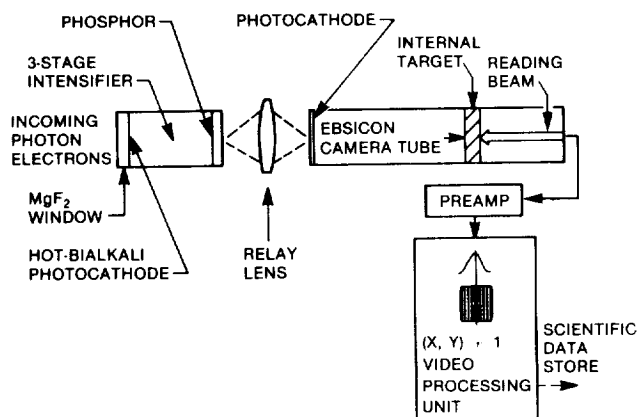 PHOSPHOR
3-STAGE
INTENSIFIER
INCOMING
PHOTON
ELECTRONS
MgF2
WINDOW
HOT-BIALKALI
PHOTOCATHODE
PHOTOCATHODE
RELAY
LENS
INTERNAL
TARGET
READING
BEAM
EBSICON
CAMERA TUBE
PREAMP
(X, Y) + 1
VIDEO
PROCESSING
UNIT
SCIENTIFIC
DATA
STORE